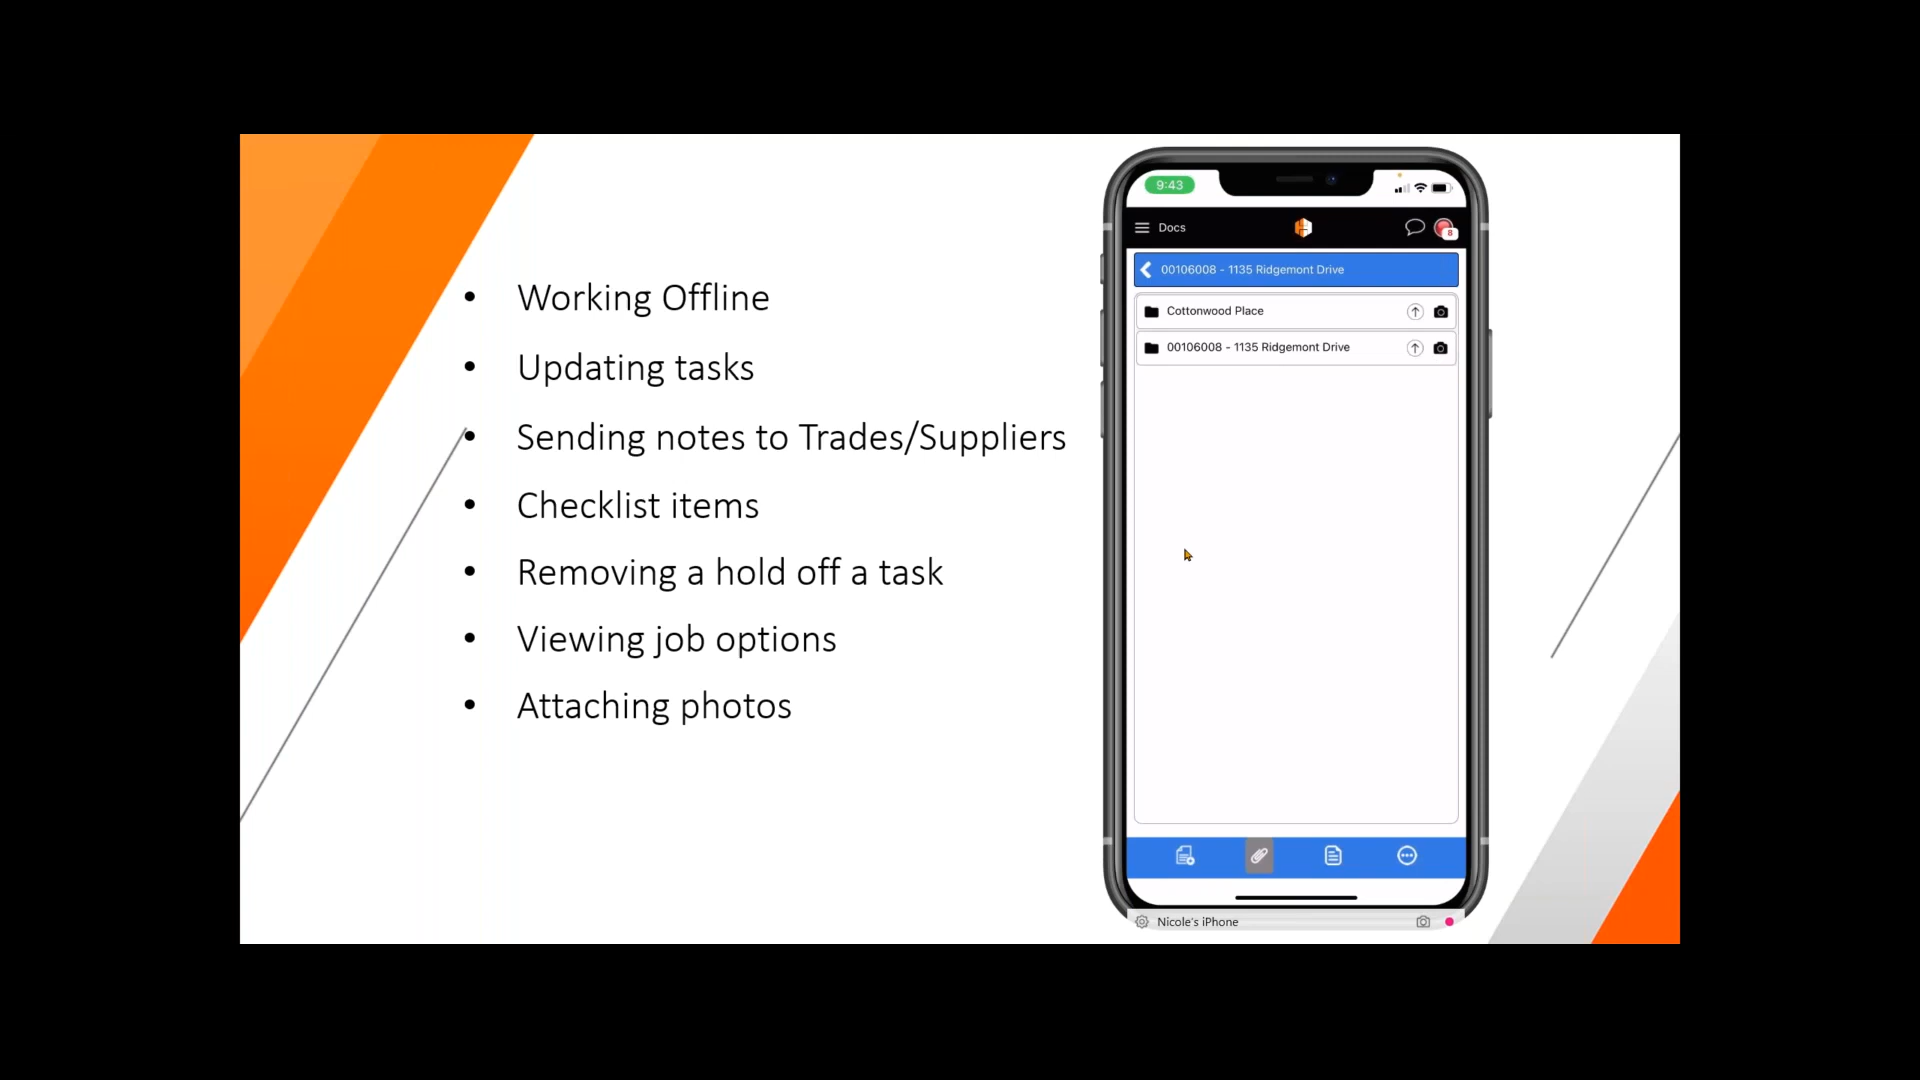 Working Offline
Updating tasks
Sending notes to Trades/Suppliers
Checklist items
Removing a hold off a task
Viewing job options
Attaching photos
9:43
Docs
8
00106008 - 1135 Ridgemont Drive
Cottonwood Place
00106008 - 1135 Ridgemont Drive
Nicole's iPhone